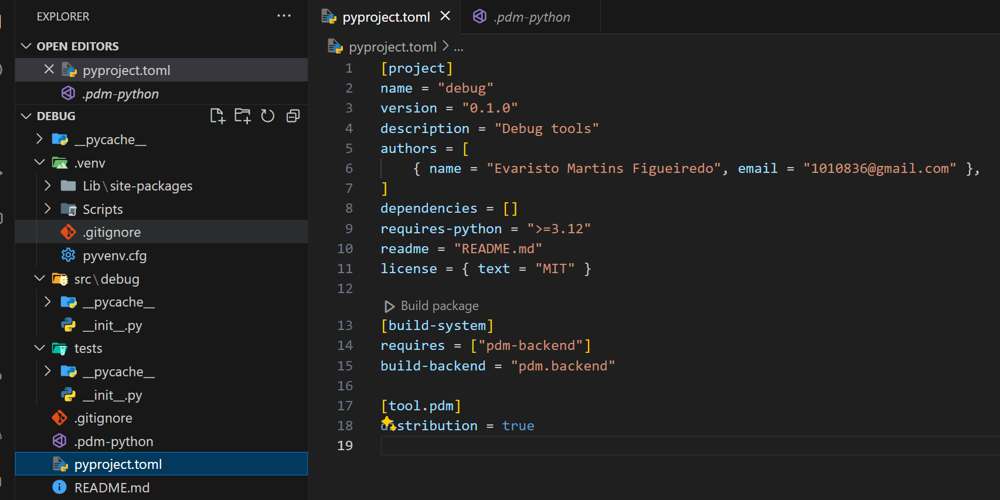 EXPLORER ...
OPEN EDITORS
pyproject.toml
.pdm-python
DEBUG
__pycache__
.venv
Lib\site-packages
Scripts
.gitignore
pyvenv.cfg
src\debug
__pycache__
__init__.py
tests
__pycache__
__init__.py
.gitignore
.pdm-python
pyproject.toml
README.md
pyproject.toml
.pdm-python
pyproject.toml > ...
1 [project]
2 name = "debug"
3 version = "0.1.0"
4 description = "Debug tools"
5 authors = [
6     { name = "Evaristo Martins Figueiredo", email = "1010836@gmail.com" },
7 ]
8 dependencies = []
9 requires-python = ">=3.12"
10 readme = "README.md"
11 license = { text = "MIT" }
12
Build package
13 [build-system]
14 requires = ["pdm-backend"]
15 build-backend = "pdm.backend"
16
17 [tool.pdm]
18 distribution = true
19